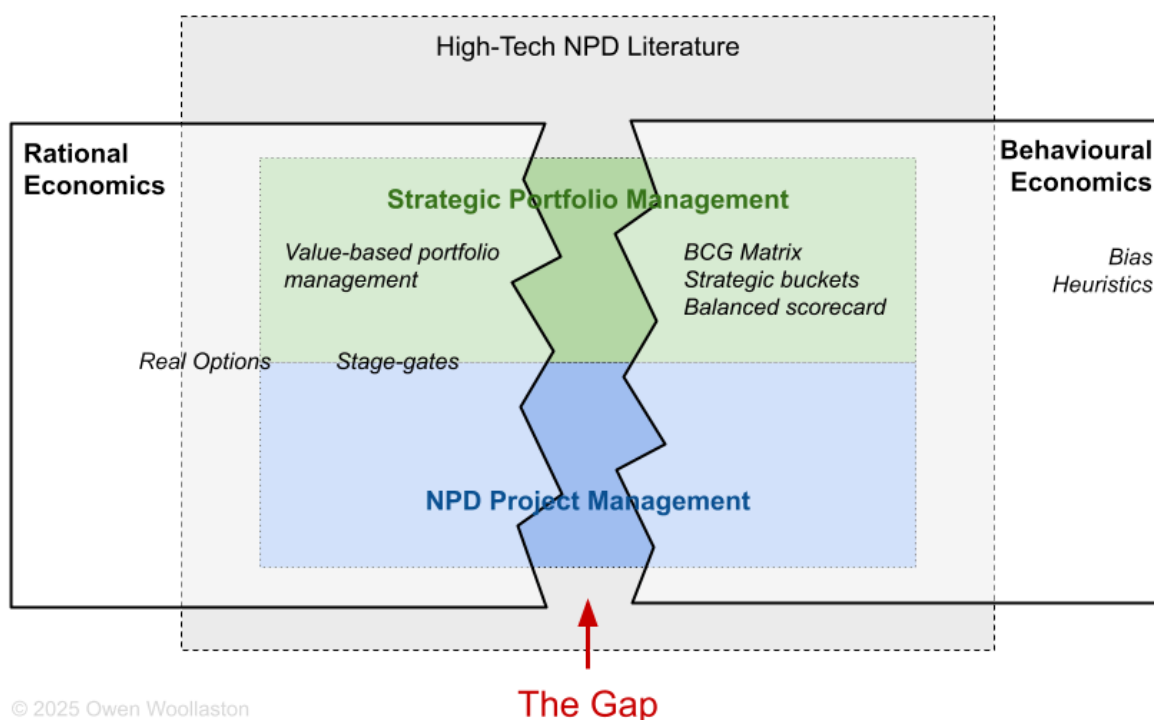 High-Tech NPD Literature
Rational
Economics
Behavioural
Economics
Strategic Portfolio Management
Value-based portfolio
management
BCG Matrix
Strategic buckets
Balanced scorecard
Bias
Heuristics
Real Options
Stage-gates
NPD Project Management
The Gap
© 2025 Owen Woollaston